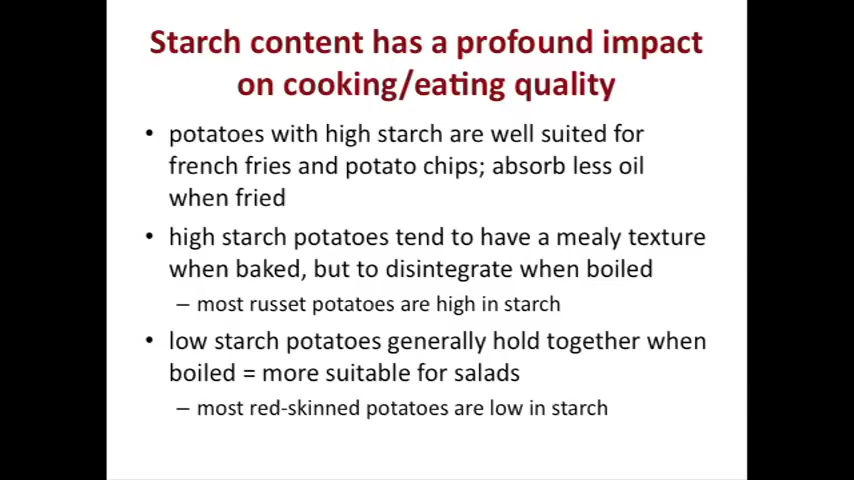 Starch content has a profound impact
on cooking/eating quality
• potatoes with high starch are well suited for
french fries and potato chips; absorb less oil
when fried
• high starch potatoes tend to have a mealy texture
when baked, but to disintegrate when boiled
– most russet potatoes are high in starch
• low starch potatoes generally hold together when
boiled = more suitable for salads
– most red-skinned potatoes are low in starch